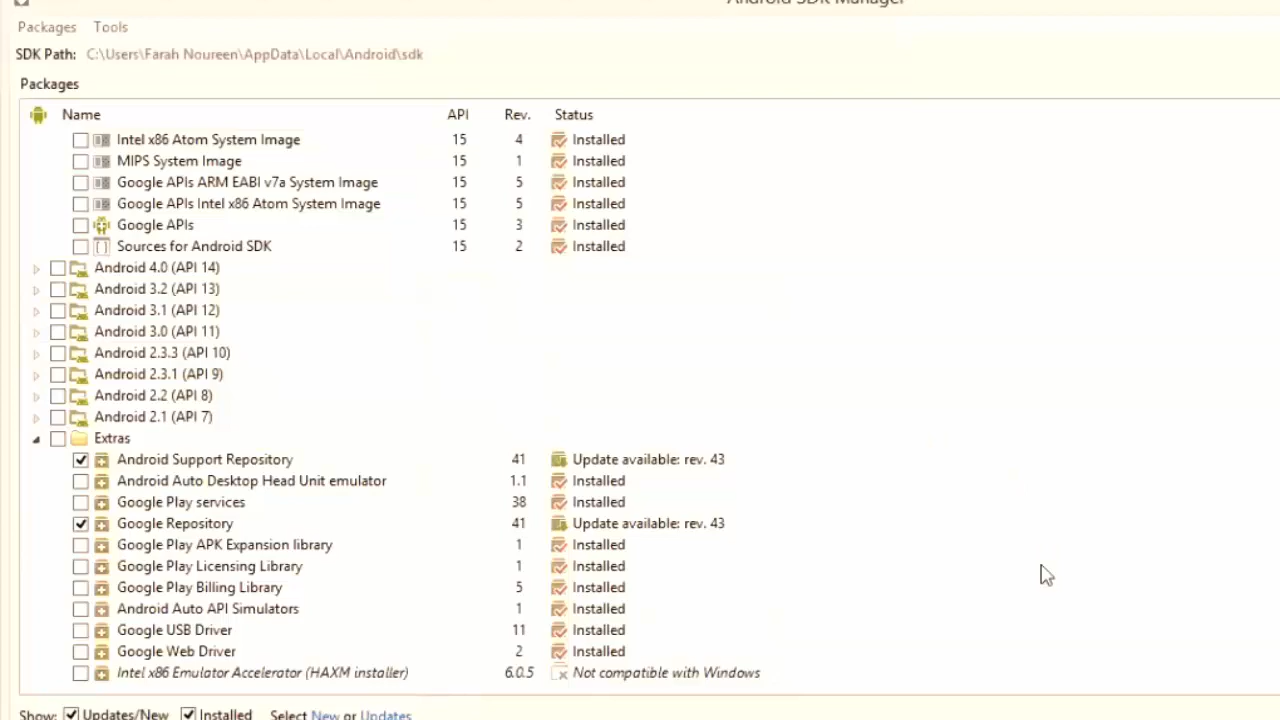 Android SDK Manager
Packages Tools
SDK Path: C:\Users\Farah Noureen\AppData\Local\Android\sdk
Packages
Name API Rev. Status
Intel x86 Atom System Image 15 4 Installed
MIPS System Image 15 1 Installed
Google APIs ARM EABI v7a System Image 15 5 Installed
Google APIs Intel x86 Atom System Image 15 5 Installed
Google APIs 15 3 Installed
Sources for Android SDK 15 2 Installed
Android 4.0 (API 14)
Android 3.2 (API 13)
Android 3.1 (API 12)
Android 3.0 (API 11)
Android 2.3.3 (API 10)
Android 2.3.1 (API 9)
Android 2.2 (API 8)
Android 2.1 (API 7)
Extras
Android Support Repository 41 Update available: rev. 43
Android Auto Desktop Head Unit emulator 1.1 Installed
Google Play services 38 Installed
Google Repository 41 Update available: rev. 43
Google Play APK Expansion library 1 Installed
Google Play Licensing Library 1 Installed
Google Play Billing Library 5 Installed
Android Auto API Simulators 1 Installed
Google USB Driver 11 Installed
Google Web Driver 2 Installed
Intel x86 Emulator Accelerator (HAXM installer) 6.0.5 Not compatible with Windows
Show: Updates/New Installed Select New or Updates